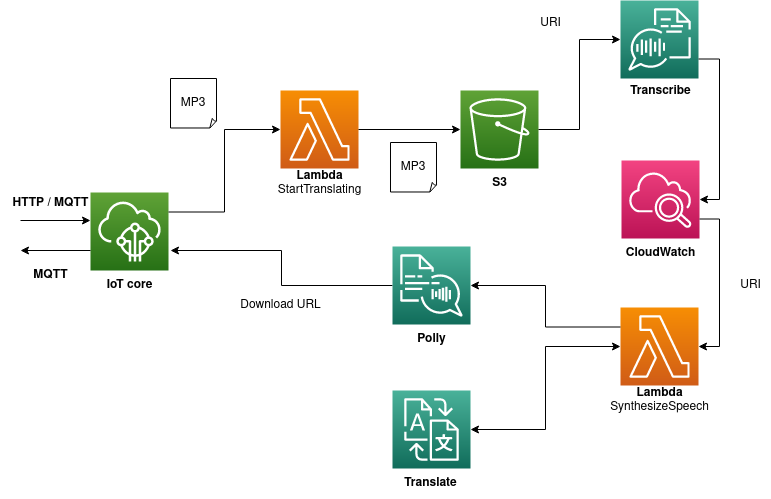 URI
Transcribe
MP3
Lambda
StartTranslating
MP3
S3
HTTP / MQTT
MQTT
IoT core
CloudWatch
URI
Download URL
Polly
Lambda
SynthesizeSpeech
A
文
Translate